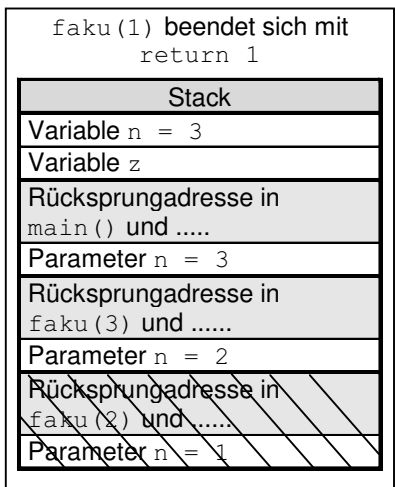 faku(1) beendet sich mit
return 1
Stack
Variable n = 3
Variable z
Rücksprungadresse in
main() und .....
Parameter n = 3
Rücksprungadresse in
faku(3) und ......
Parameter n = 2
Rücksprungadresse in
faku(2) und ......
Parameter n = 1